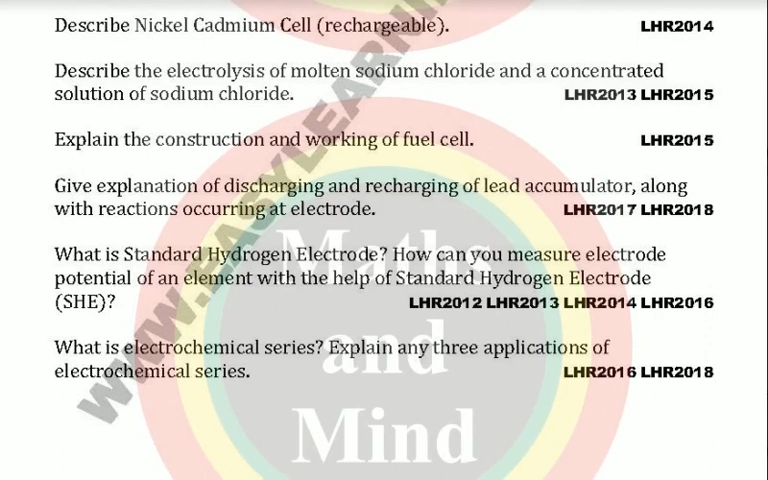 Describe Nickel Cadmium Cell (rechargeable). LHR2014
Describe the electrolysis of molten sodium chloride and a concentrated
solution of sodium chloride. LHR2013 LHR2015
Explain the construction and working of fuel cell. LHR2015
Give explanation of discharging and recharging of lead accumulator, along
with reactions occurring at electrode. LHR2017 LHR2018
What is Standard Hydrogen Electrode? How can you measure electrode
potential of an element with the help of Standard Hydrogen Electrode
(SHE)? LHR2012 LHR2013 LHR2014 LHR2016
What is electrochemical series? Explain any three applications of
electrochemical series. LHR2016 LHR2018
Maths
and
Mind